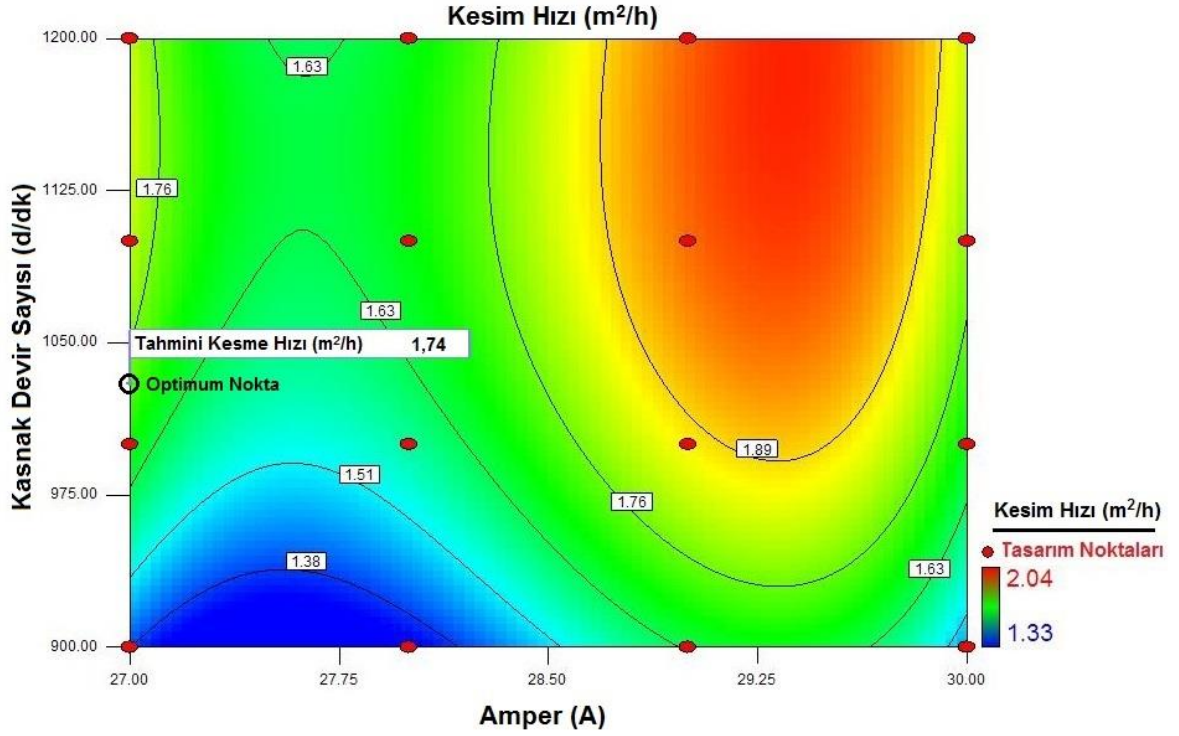 Kesim Hızı (m²/h)
Kasnak Devir Sayısı (d/dk)
1200.00
1125.00
1050.00
975.00
900.00
1.63
1.76
1.63
Tahmini Kesme Hızı (m²/h) 1,74
Optimum Nokta
1.89
1.51
1.76
1.38
1.63
27.00 27.75 28.50 29.25 30.00
Amper (A)
Kesim Hızı (m²/h)
Tasarım Noktaları
2.04
1.33